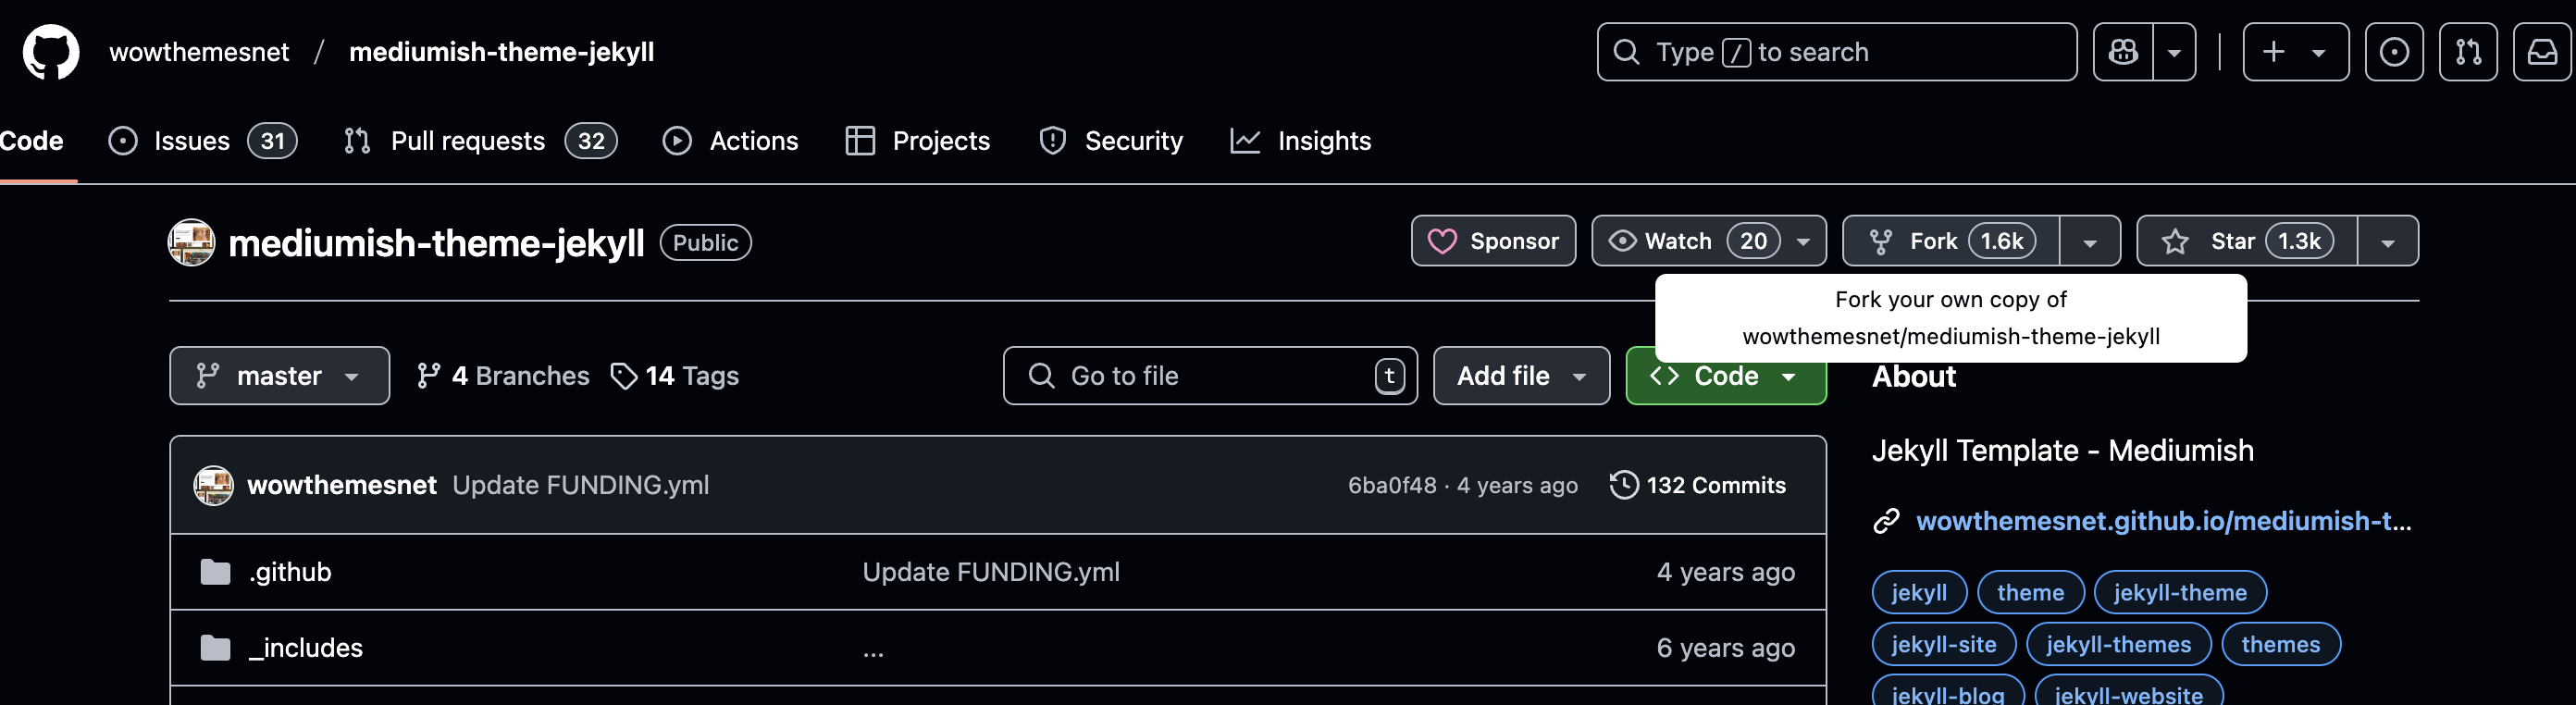 wowthemesnet / mediumish-theme-jekyll Type / to search
Code Issues 31 Pull requests 32 Actions Projects Security Insights
mediumish-theme-jekyll Public Sponsor Watch 20 Fork 1.6k Star 1.3k
Fork your own copy of
wowthemesnet/mediumish-theme-jekyll
master 4 Branches 14 Tags Go to file t Add file Code
wowthemesnet Update FUNDING.yml 6ba0f48 · 4 years ago 132 Commits
.github Update FUNDING.yml 4 years ago
_includes ... 6 years ago
About
Jekyll Template - Mediumish
wowthemesnet.github.io/mediumish-t...
jekyll theme jekyll-theme
jekyll-site jekyll-themes themes
jekyll-blog jekyll-website